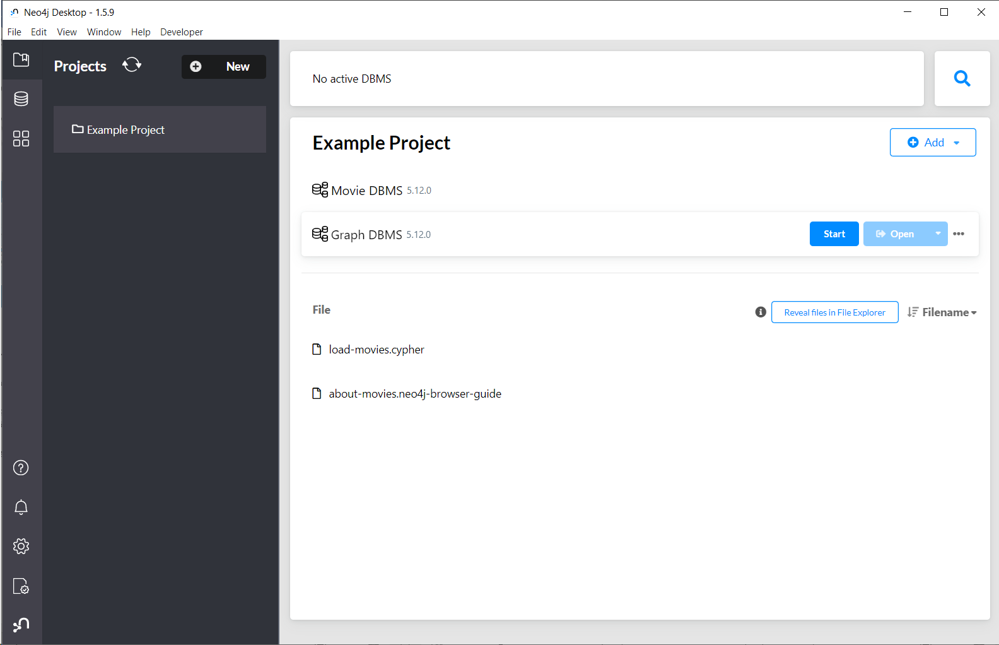 Neo4j Desktop - 1.5.9
File Edit View Window Help Developer
Projects
New
Example Project
No active DBMS
Example Project
Add
Movie DBMS 5.12.0
Graph DBMS 5.12.0
Start
Open
File
Reveal files in File Explorer
Filename
load-movies.cypher
about-movies.neo4j-browser-guide